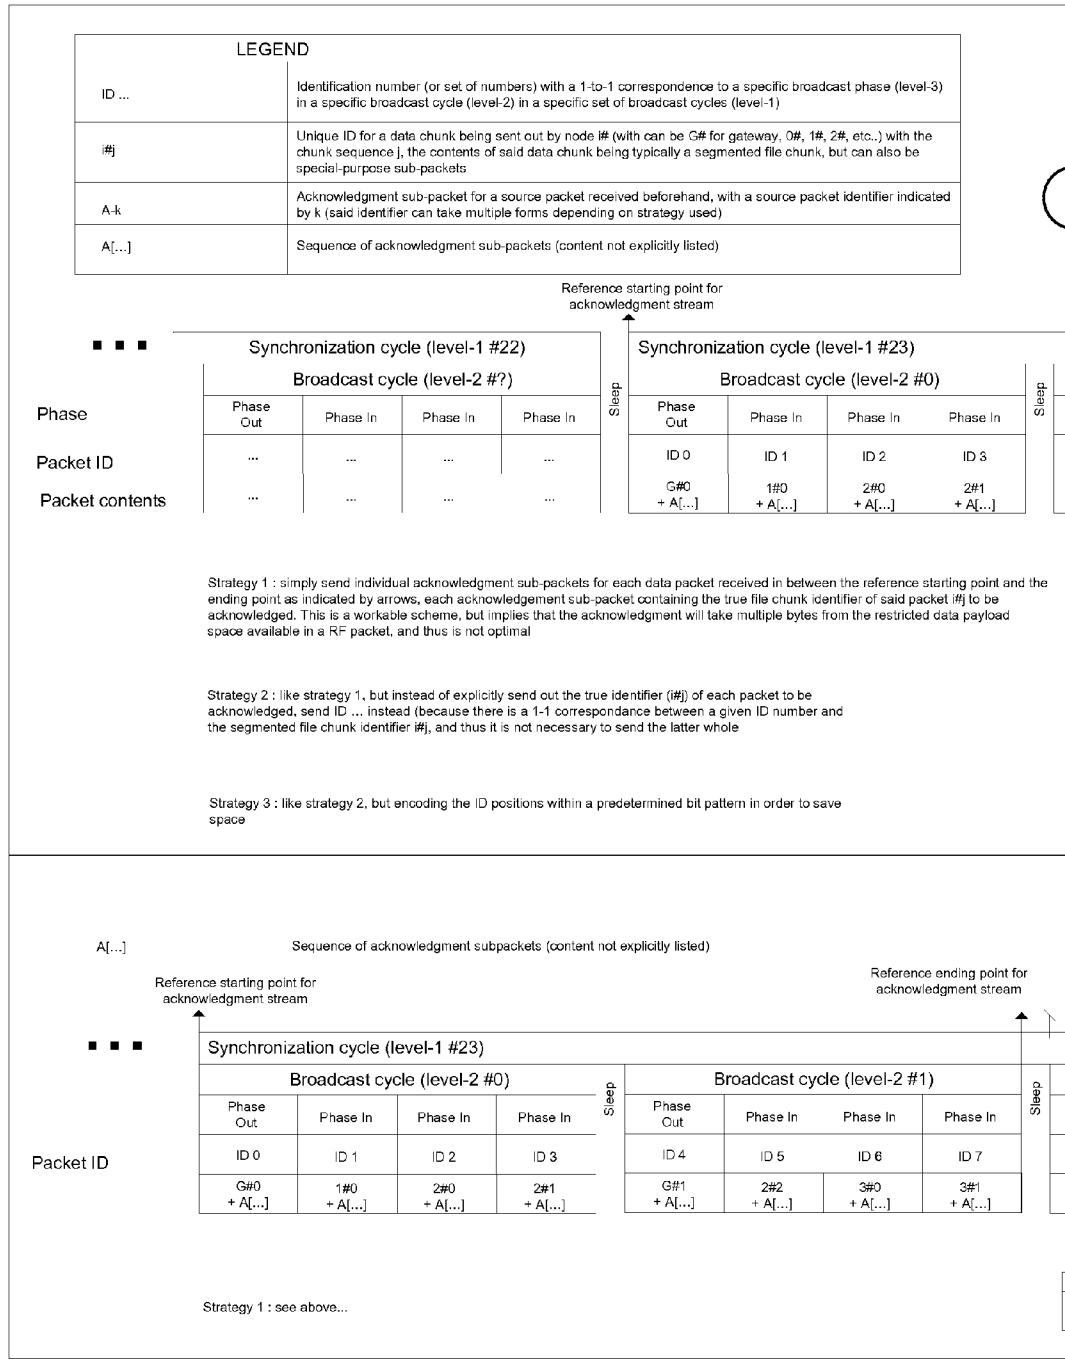 LEGEND
ID ...
Identification number (or set of numbers) with a 1-to-1 correspondence to a specific broadcast phase (level-3)
in a specific broadcast cycle (level-2) in a specific set of broadcast cycles (level-1)
i#j
Unique ID for a data chunk being sent out by node i# (with can be G# for gateway, 0#, 1#, 2#, etc..) with the
chunk sequence j, the contents of said data chunk being typically a segmented file chunk, but can also be
special-purpose sub-packets
A-k
Acknowledgment sub-packet for a source packet received beforehand, with a source packet identifier indicated
by k (said identifier can take multiple forms depending on strategy used)
A[...]
Sequence of acknowledgment sub-packets (content not explicitly listed)
Reference starting point for
acknowledgment stream
Synchronization cycle (level-1 #22)
Synchronization cycle (level-1 #23)
Broadcast cycle (level-2 #?)
Sleep
Broadcast cycle (level-2 #0)
Sleep
Phase
Phase
Out
Phase In
Phase In
Phase In
Phase
Out
Phase In
Phase In
Phase In
Packet ID
...
...
...
...
ID 0
ID 1
ID 2
ID 3
Packet contents
...
...
...
...
G#0
+ A[...]
1#0
+ A[...]
2#0
+ A[...]
2#1
+ A[...]
Strategy 1 : simply send individual acknowledgment sub-packets for each data packet received in between the reference starting point and the
ending point as indicated by arrows, each acknowledgement sub-packet containing the true file chunk identifier of said packet i#j to be
acknowledged. This is a workable scheme, but implies that the acknowledgment will take multiple bytes from the restricted data payload
space available in a RF packet, and thus is not optimal
Strategy 2 : like strategy 1, but instead of explicitly send out the true identifier (i#j) of each packet to be
acknowledged, send ID ... instead (because there is a 1-1 correspondance between a given ID number and
the segmented file chunk identifier i#j, and thus it is not necessary to send the latter whole
Strategy 3 : like strategy 2, but encoding the ID positions within a predetermined bit pattern in order to save
space
A[...]
Sequence of acknowledgment subpackets (content not explicitly listed)
Reference starting point for
acknowledgment stream
Reference ending point for
acknowledgment stream
Synchronization cycle (level-1 #23)
Broadcast cycle (level-2 #0)
Sleep
Broadcast cycle (level-2 #1)
Sleep
Phase
Out
Phase In
Phase In
Phase In
Phase
Out
Phase In
Phase In
Phase In
Packet ID
ID 0
ID 1
ID 2
ID 3
ID 4
ID 5
ID 6
ID 7
G#0
+ A[...]
1#0
+ A[...]
2#0
+ A[...]
2#1
+ A[...]
G#1
+ A[...]
2#2
+ A[...]
3#0
+ A[...]
3#1
+ A[...]
Strategy 1 : see above...